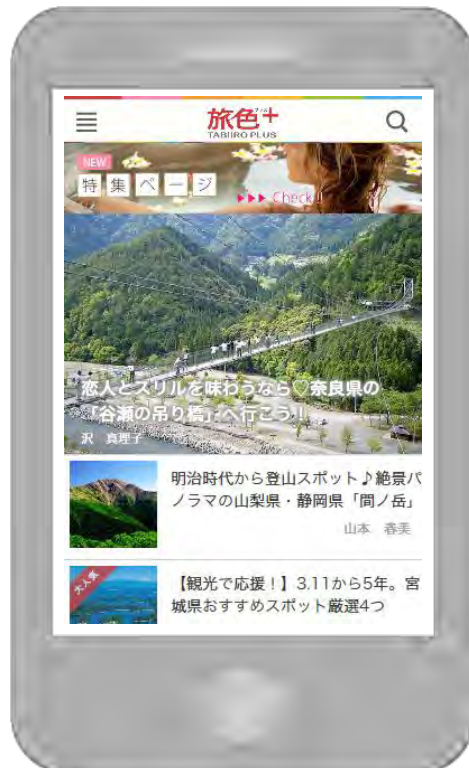 旅色+
TABIIRO PLUS
NEW
特集ページ
▶▶▶ Check!
恋人とスリルを味わうなら♡奈良県の
「谷瀬の吊り橋」へ行こう！
沢 真理子
明治時代から登山スポット♪絶景パ
ノラマの山梨県・静岡県「間ノ岳」
山本 香美
大人気
【観光で応援！】3.11から5年。宮
城県おすすめスポット厳選4つ